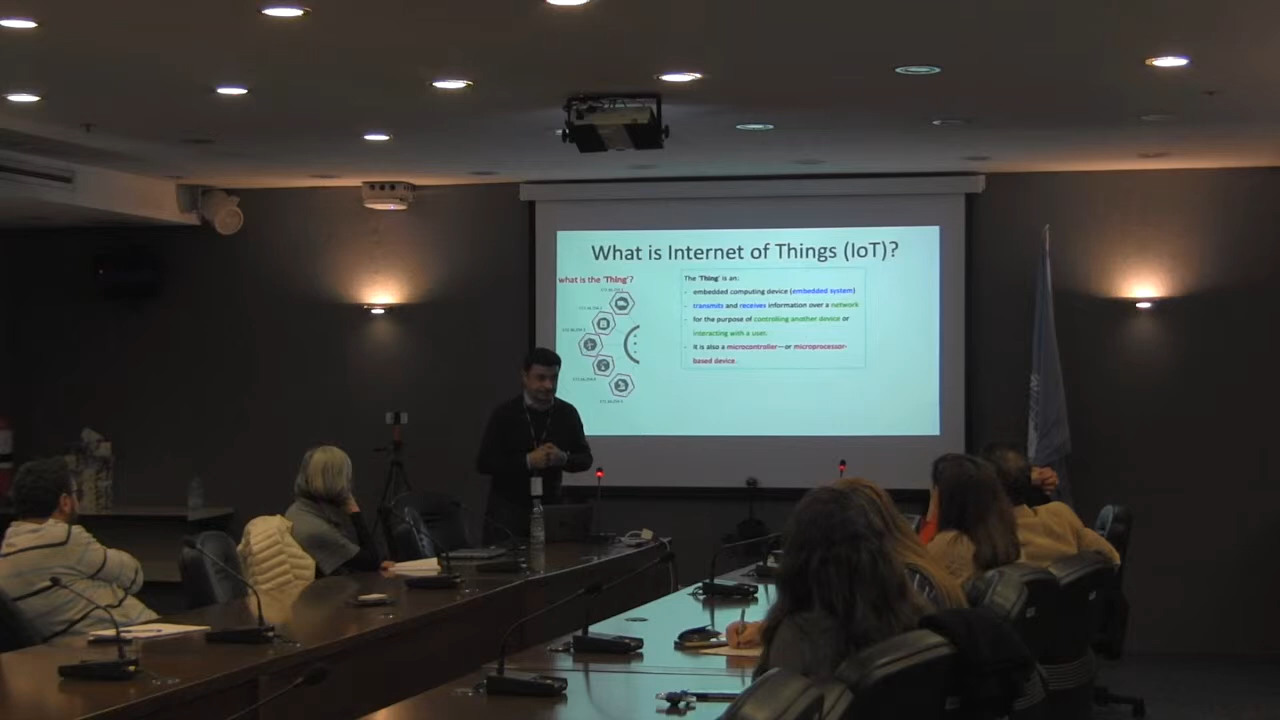 What is Internet of Things (IoT)?
what is the 'Thing'?
The 'Thing' is an:
- embedded computing device (embedded system)
- transmits and receives information over a network
- for the purpose of controlling another device or
interacting with a user.
- It is also a microcontroller—or microprocessor-
based device.